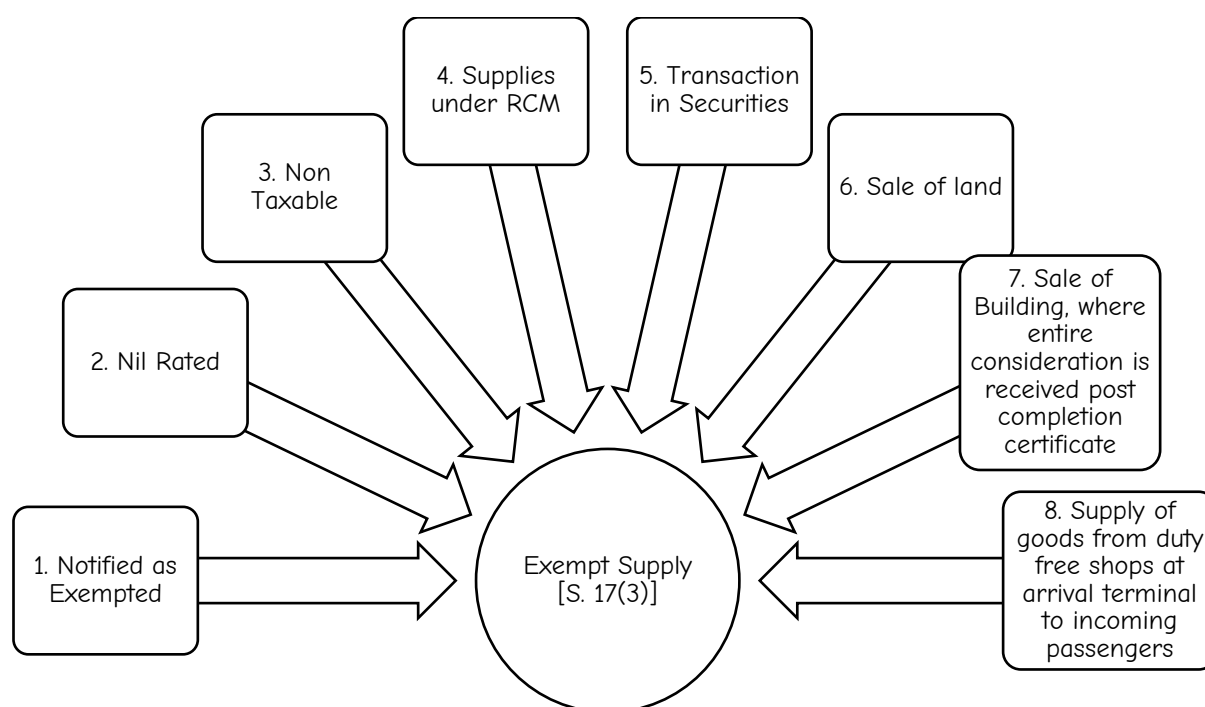 1. Notified as
Exempted
2. Nil Rated
3. Non
Taxable
4. Supplies
under RCM
5. Transaction
in Securities
6. Sale of land
7. Sale of
Building, where
entire
consideration is
received post
completion
certificate
8. Supply of
goods from duty
free shops at
arrival terminal
to incoming
passengers
Exempt Supply
[S. 17(3)]